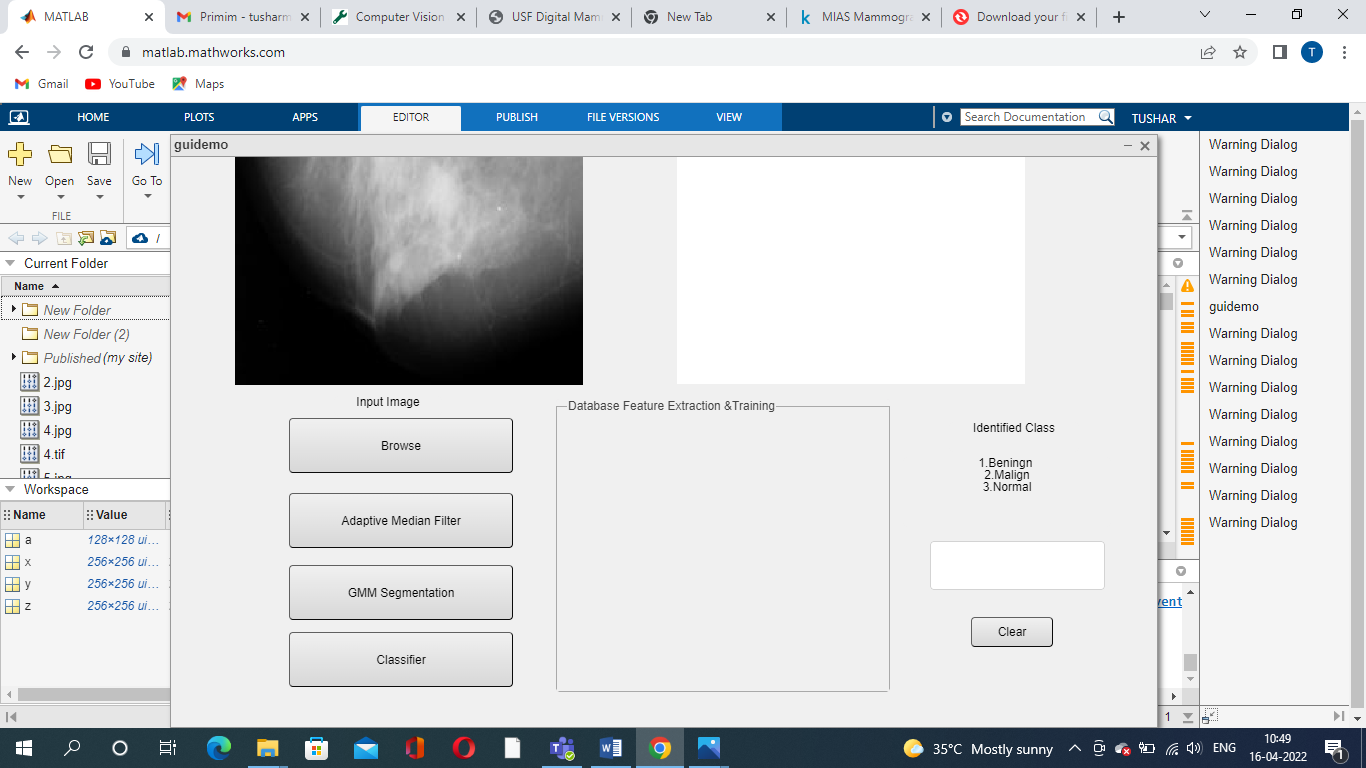 MATLAB
Primim - tusharm
Computer Vision
USF Digital Mam
New Tab
MIAS Mammogra
Download your f
matlab.mathworks.com
T
Gmail
YouTube
Maps
HOME
PLOTS
APPS
EDITOR
PUBLISH
FILE VERSIONS
VIEW
Search Documentation
TUSHAR
New
Open
Save
Go To
FILE
/
Current Folder
Name
New Folder
New Folder (2)
Published (my site)
2.jpg
3.jpg
4.jpg
4.tif
5.jpg
Workspace
Name Value
a 128×128 ui...
x 256×256 ui...
y 256×256 ui...
z 256×256 ui...
guidemo
Input Image
Browse
Adaptive Median Filter
GMM Segmentation
Classifier
Database Feature Extraction &Training
Identified Class
1.Beningn
2.Malign
3.Normal
Clear
vent
1
Warning Dialog
Warning Dialog
Warning Dialog
Warning Dialog
Warning Dialog
Warning Dialog
guidemo
Warning Dialog
Warning Dialog
Warning Dialog
Warning Dialog
Warning Dialog
Warning Dialog
Warning Dialog
Warning Dialog
35°C Mostly sunny
ENG
10:49
16-04-2022
1